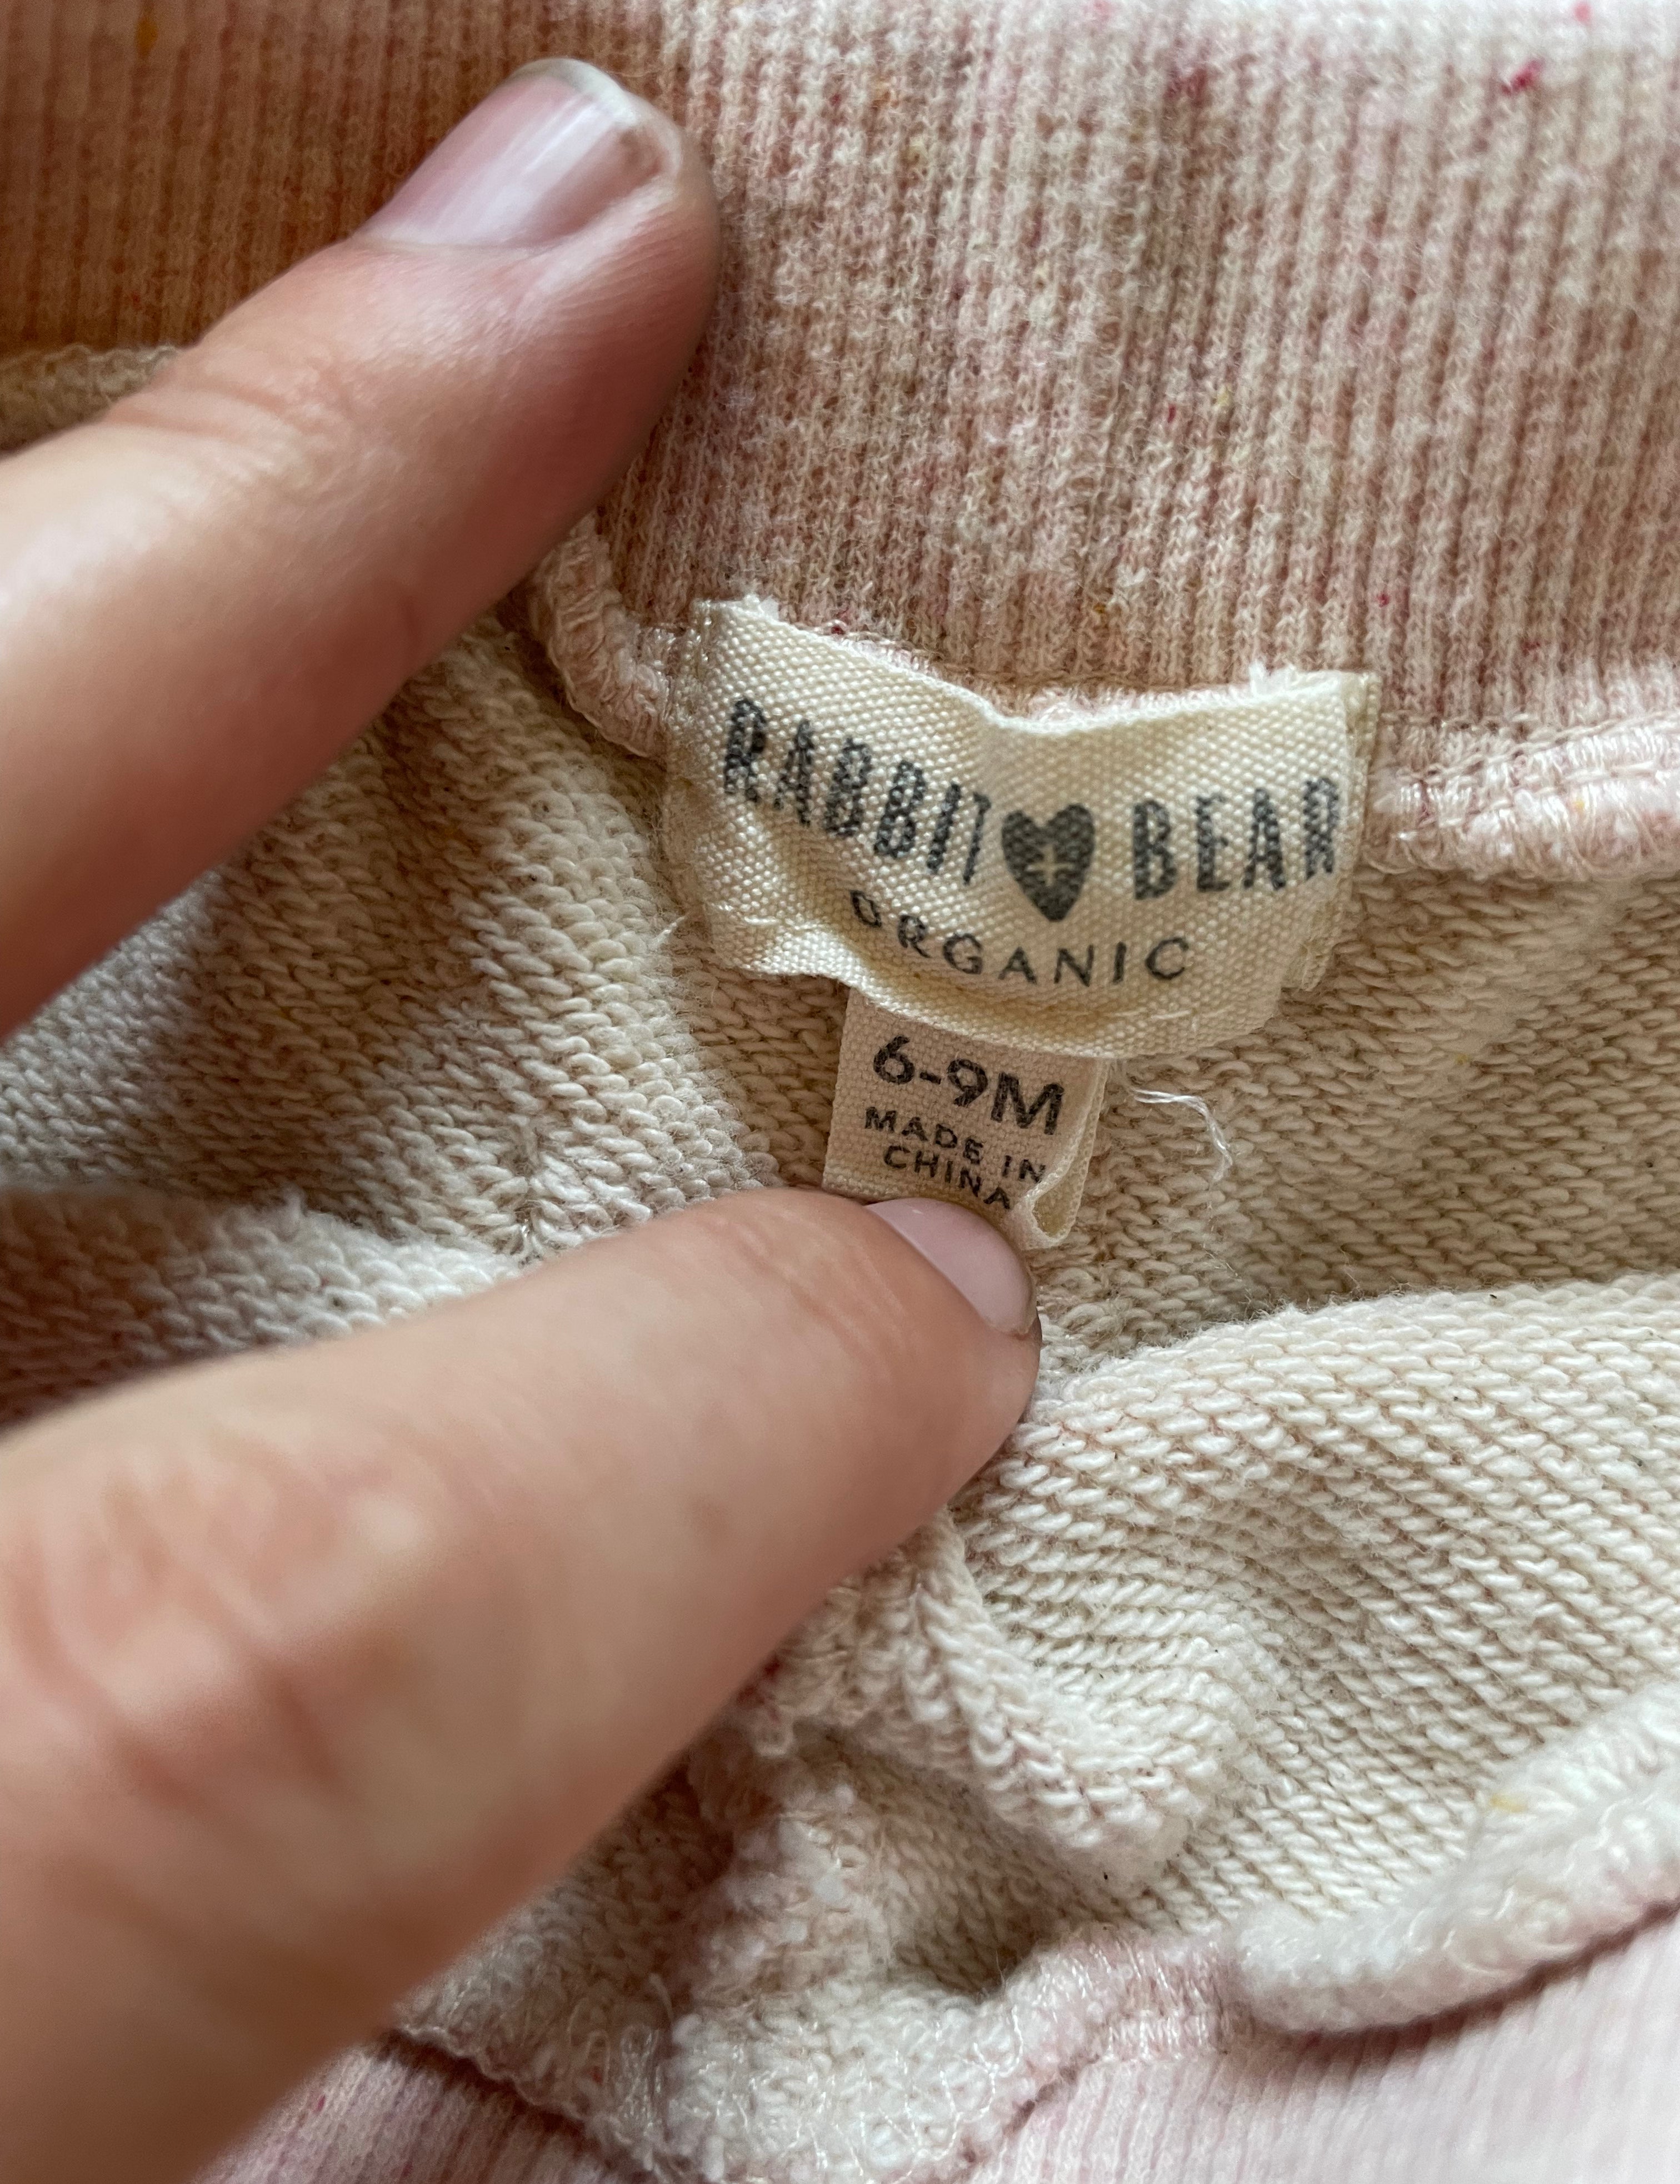 RABBIT BEAR
ORGANIC
6-9M
MADE IN
CHINA